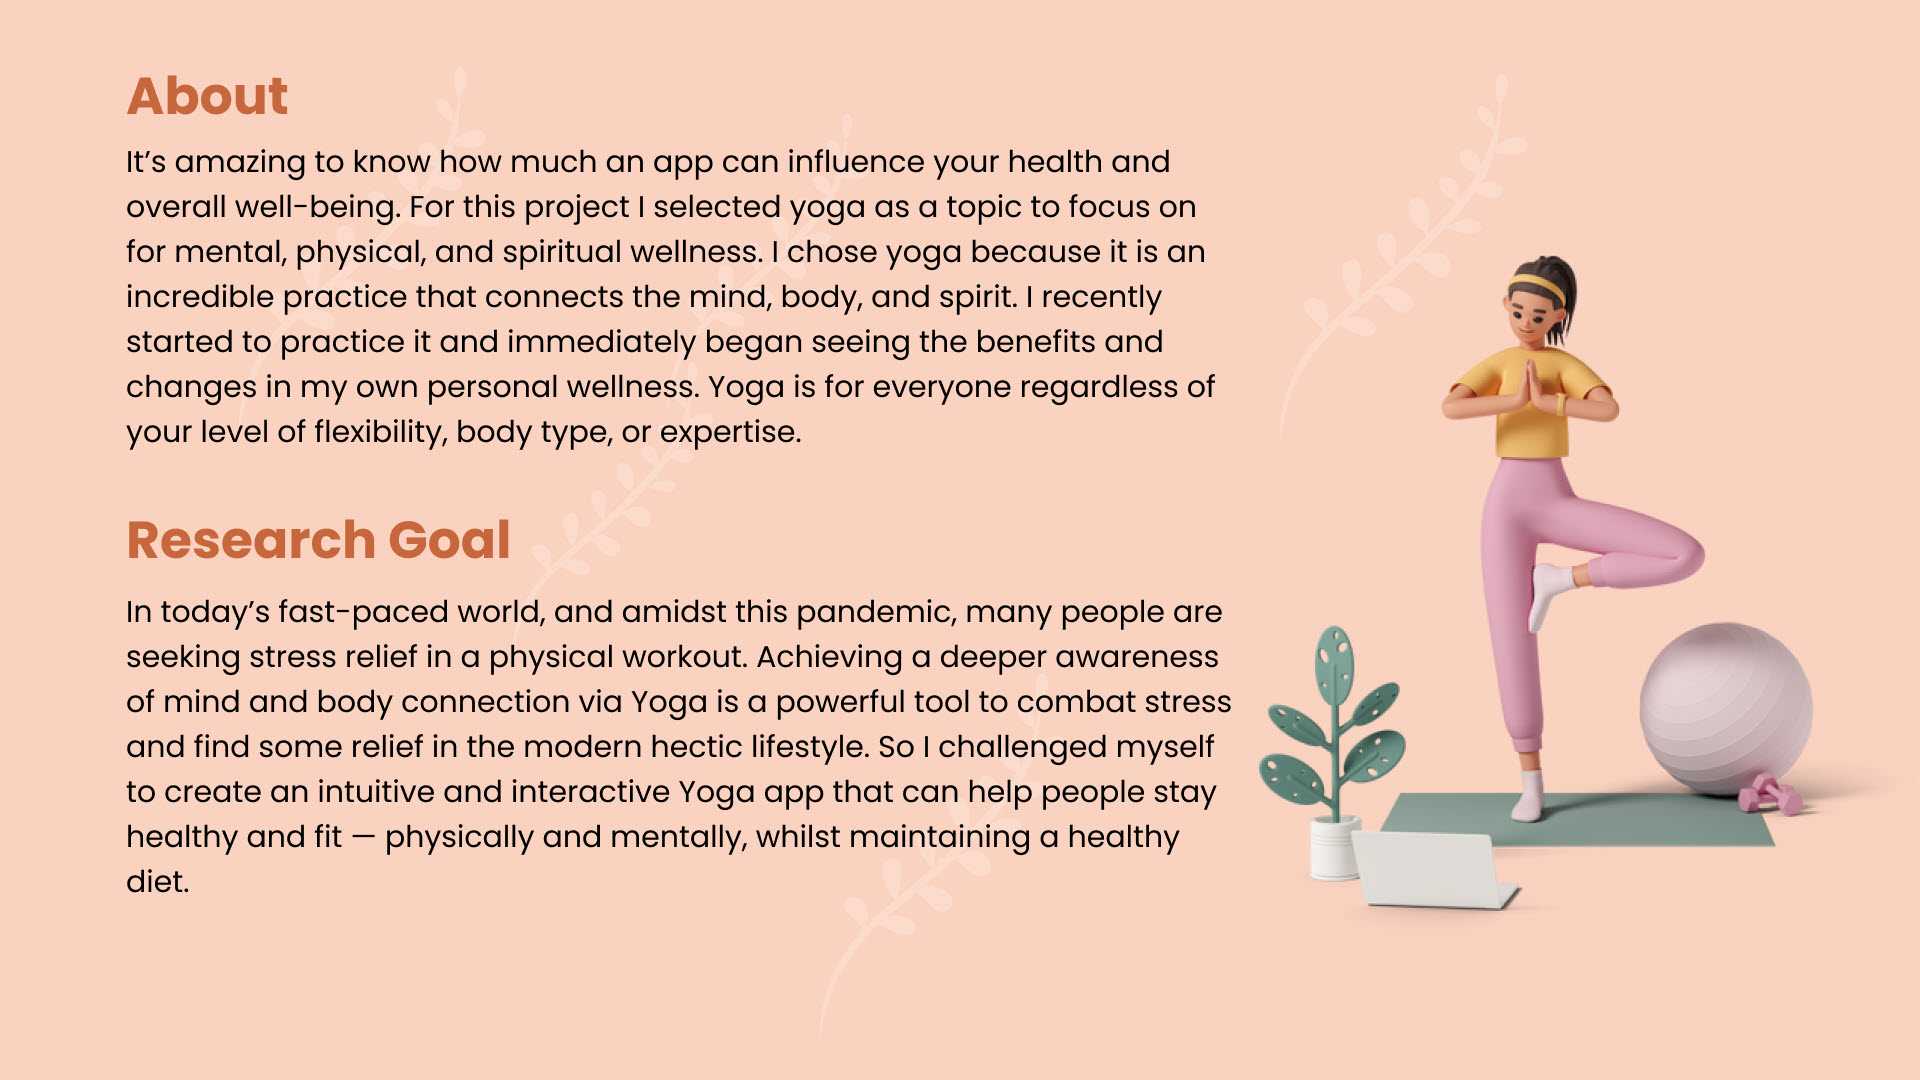 About
It’s amazing to know how much an app can influence your health and
overall well-being. For this project I selected yoga as a topic to focus on
for mental, physical, and spiritual wellness. I chose yoga because it is an
incredible practice that connects the mind, body, and spirit. I recently
started to practice it and immediately began seeing the benefits and
changes in my own personal wellness. Yoga is for everyone regardless of
your level of flexibility, body type, or expertise.
Research Goal
In today’s fast-paced world, and amidst this pandemic, many people are
seeking stress relief in a physical workout. Achieving a deeper awareness
of mind and body connection via Yoga is a powerful tool to combat stress
and find some relief in the modern hectic lifestyle. So I challenged myself
to create an intuitive and interactive Yoga app that can help people stay
healthy and fit — physically and mentally, whilst maintaining a healthy
diet.